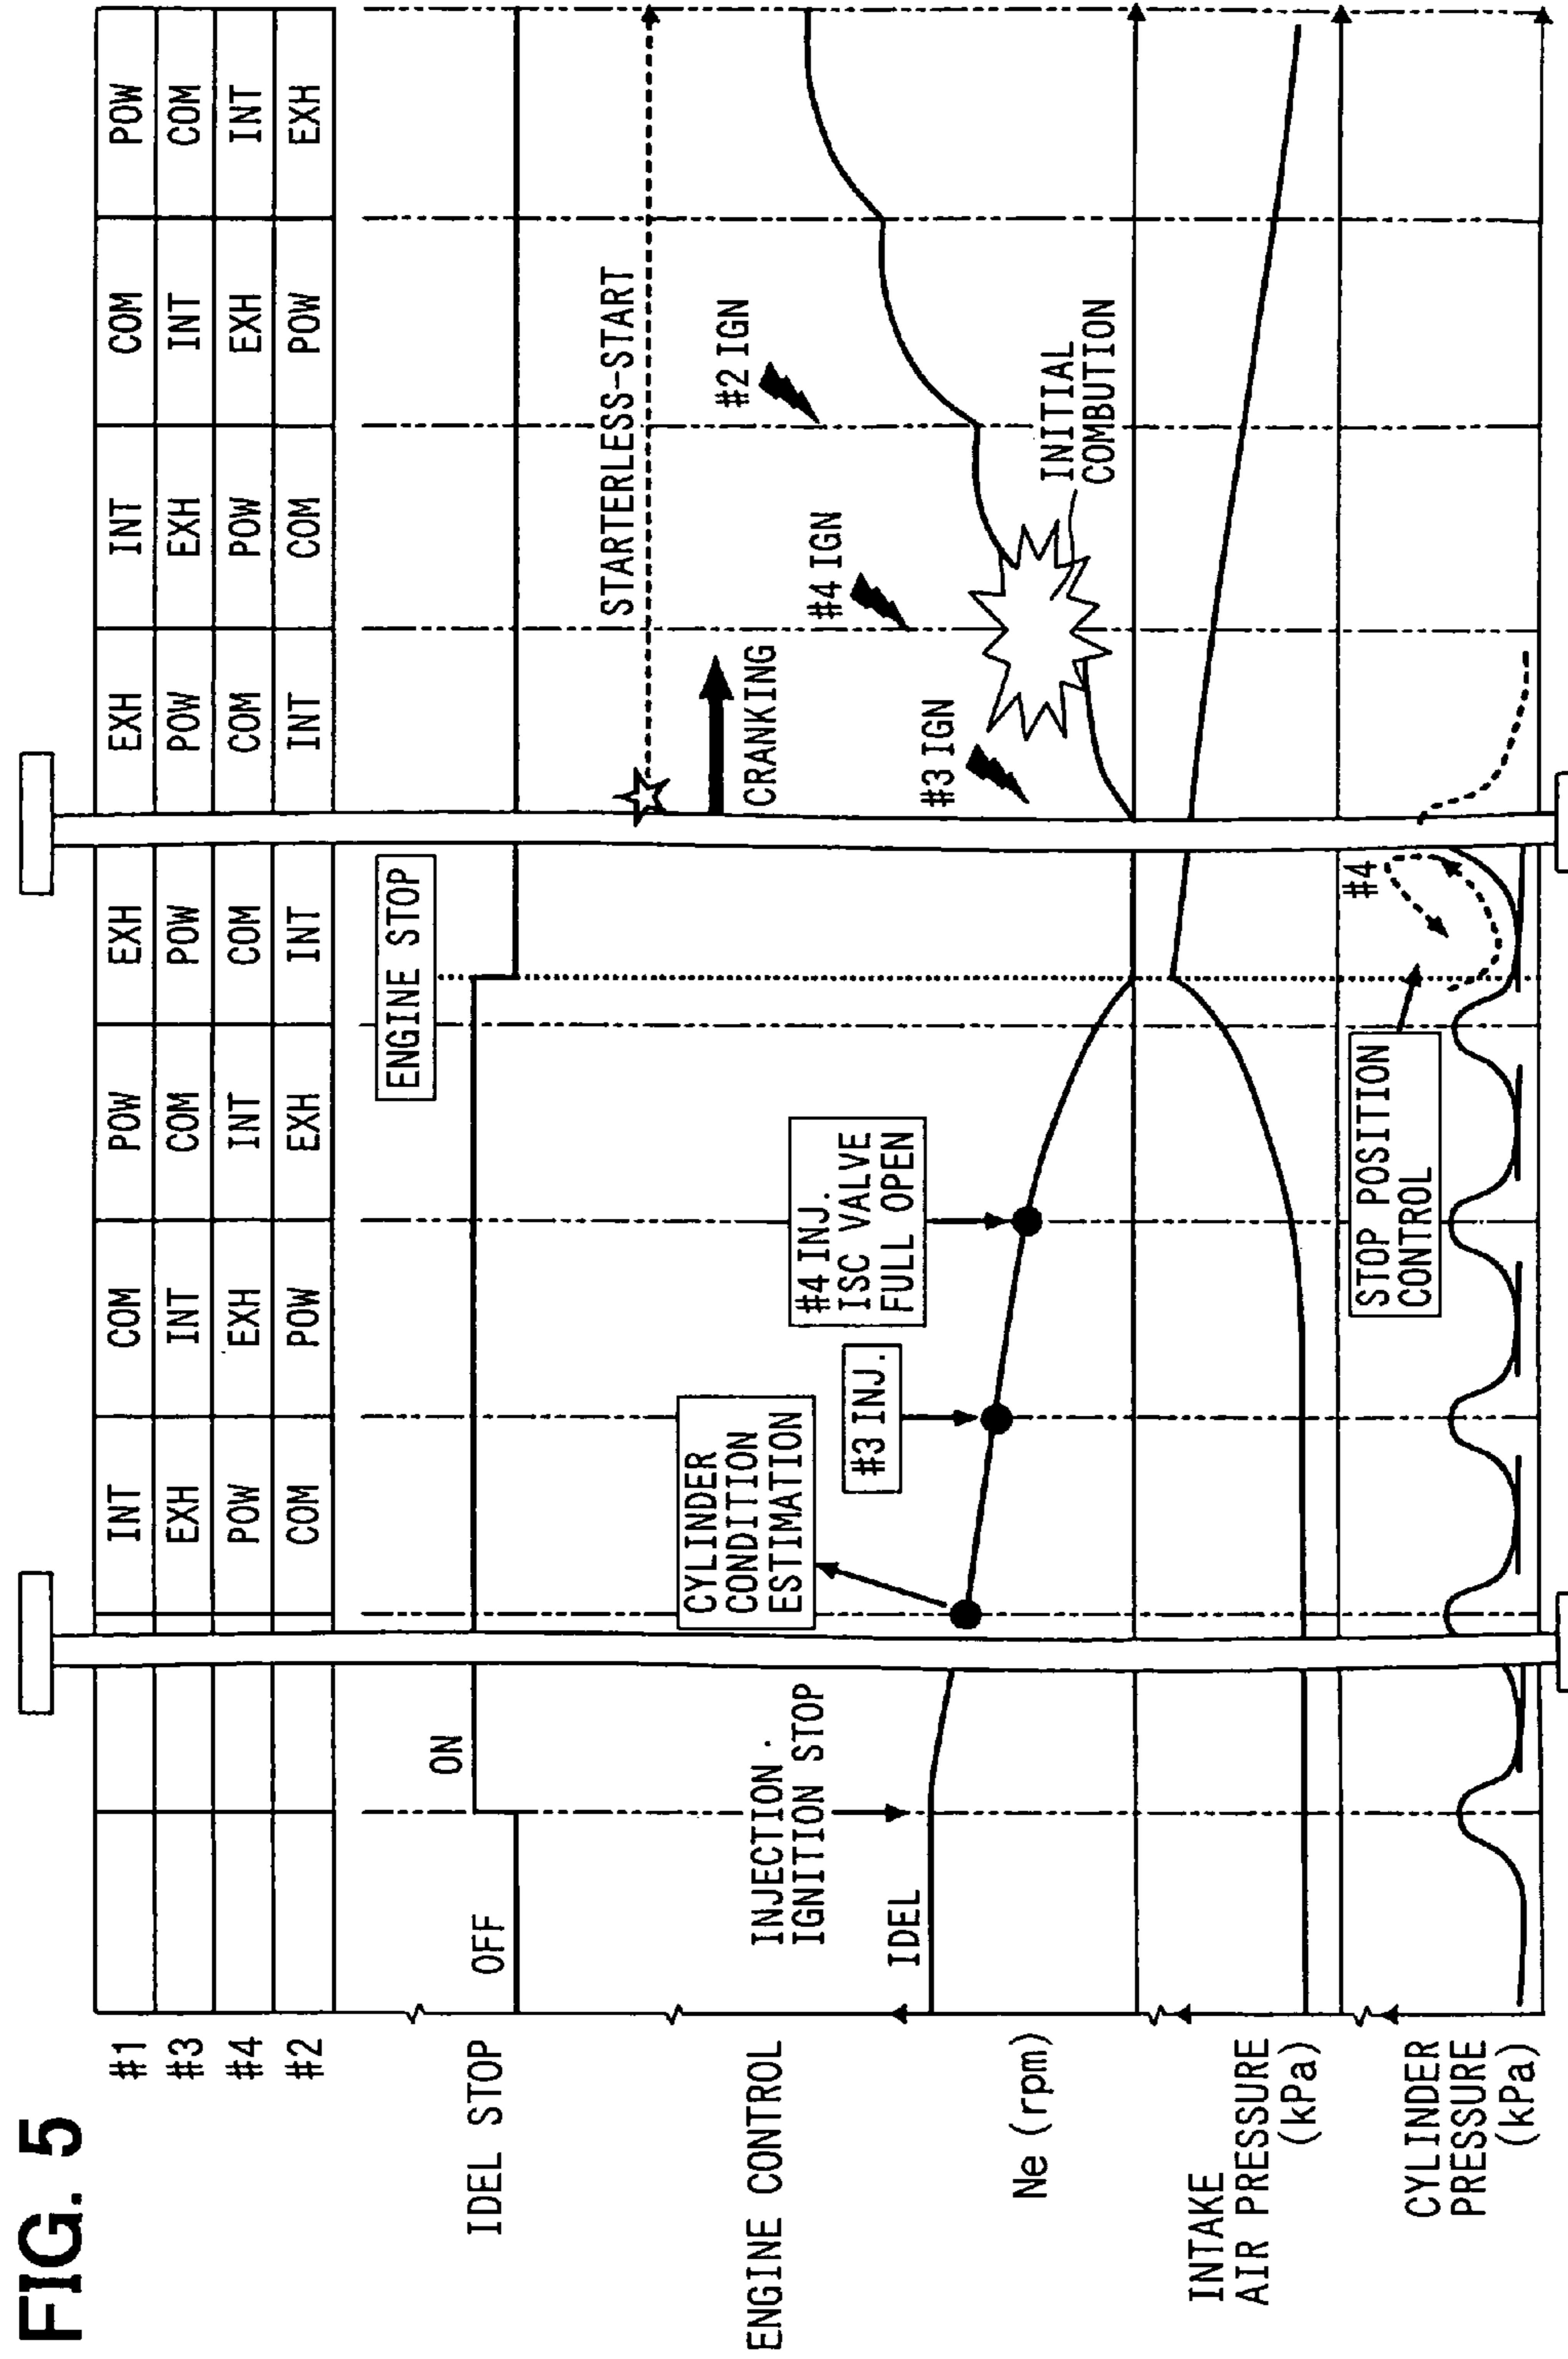 FIG. 5
#1 INT COM POW EXH EXH INT COM POW
#3 EXH INT COM POW POW EXH INT COM
#4 POW EXH INT COM COM POW EXH INT
#2 COM POW EXH INT INT COM POW EXH
IDEL STOP
OFF
ON
ENGINE STOP
ENGINE CONTROL
INJECTION ·
IGNITION STOP
CYLINDER
CONDITION
ESTIMATION
#3 INJ.
#4 INJ.
ISC VALVE
FULL OPEN
STARTERLESS-START
CRANKING
#3 IGN
#4 IGN
#2 IGN
INITIAL
COMBUTION
Ne (rpm)
IDEL
INTAKE
AIR PRESSURE
(kPa)
CYLINDER
PRESSURE
(kPa)
STOP POSITION
CONTROL
#4